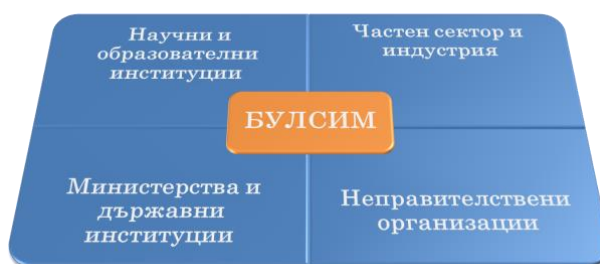 Научни и
образователни
институции
Частен сектор и
индустрия
БУЛСИМ
Министерства и
държавни
институции
Неправителствени
организации